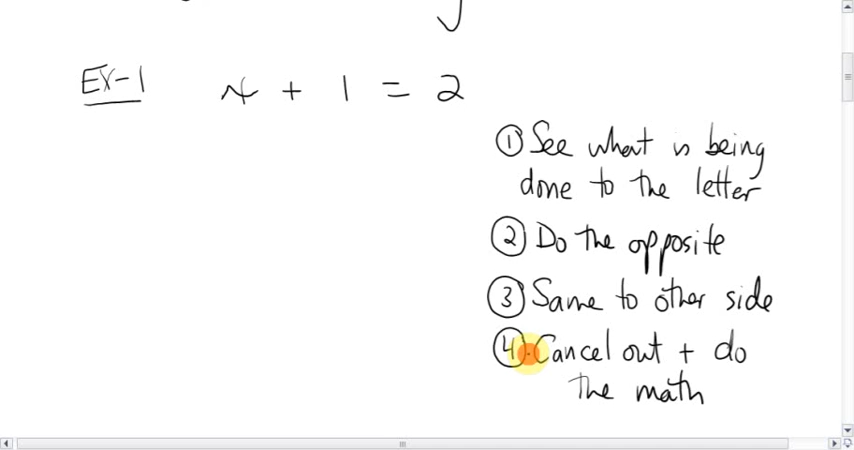 Ex-1 x + 1 = 2
① See what is being
done to the letter
② Do the opposite
③ Same to other side
④ Cancel out + do
the math